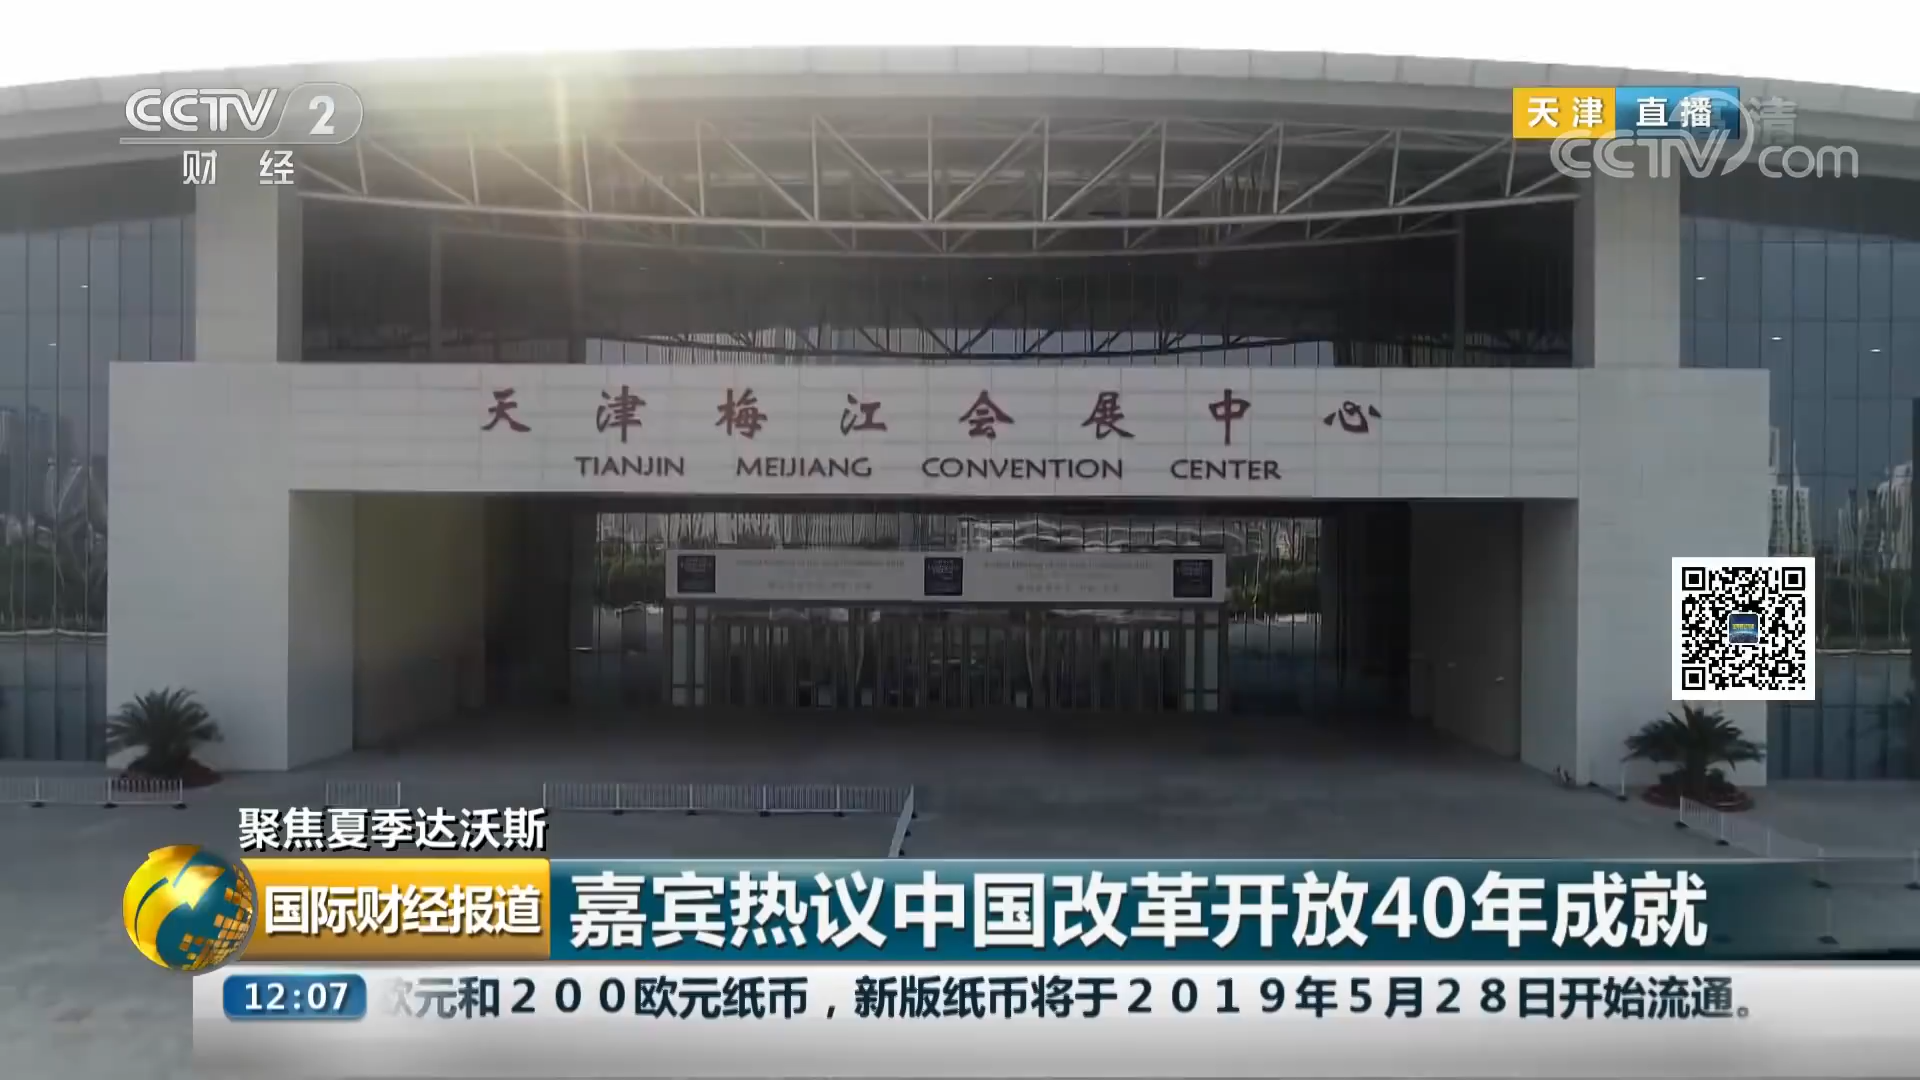 CCTV 2
财经
天津 直播
高清
CCTV.com
天津梅江会展中心
TIANJIN MEIJIANG CONVENTION CENTER
聚焦夏季达沃斯
国际财经报道
嘉宾热议中国改革开放40年成就
12:07
欧元和200欧元纸币，新版纸币将于2019年5月28日开始流通。